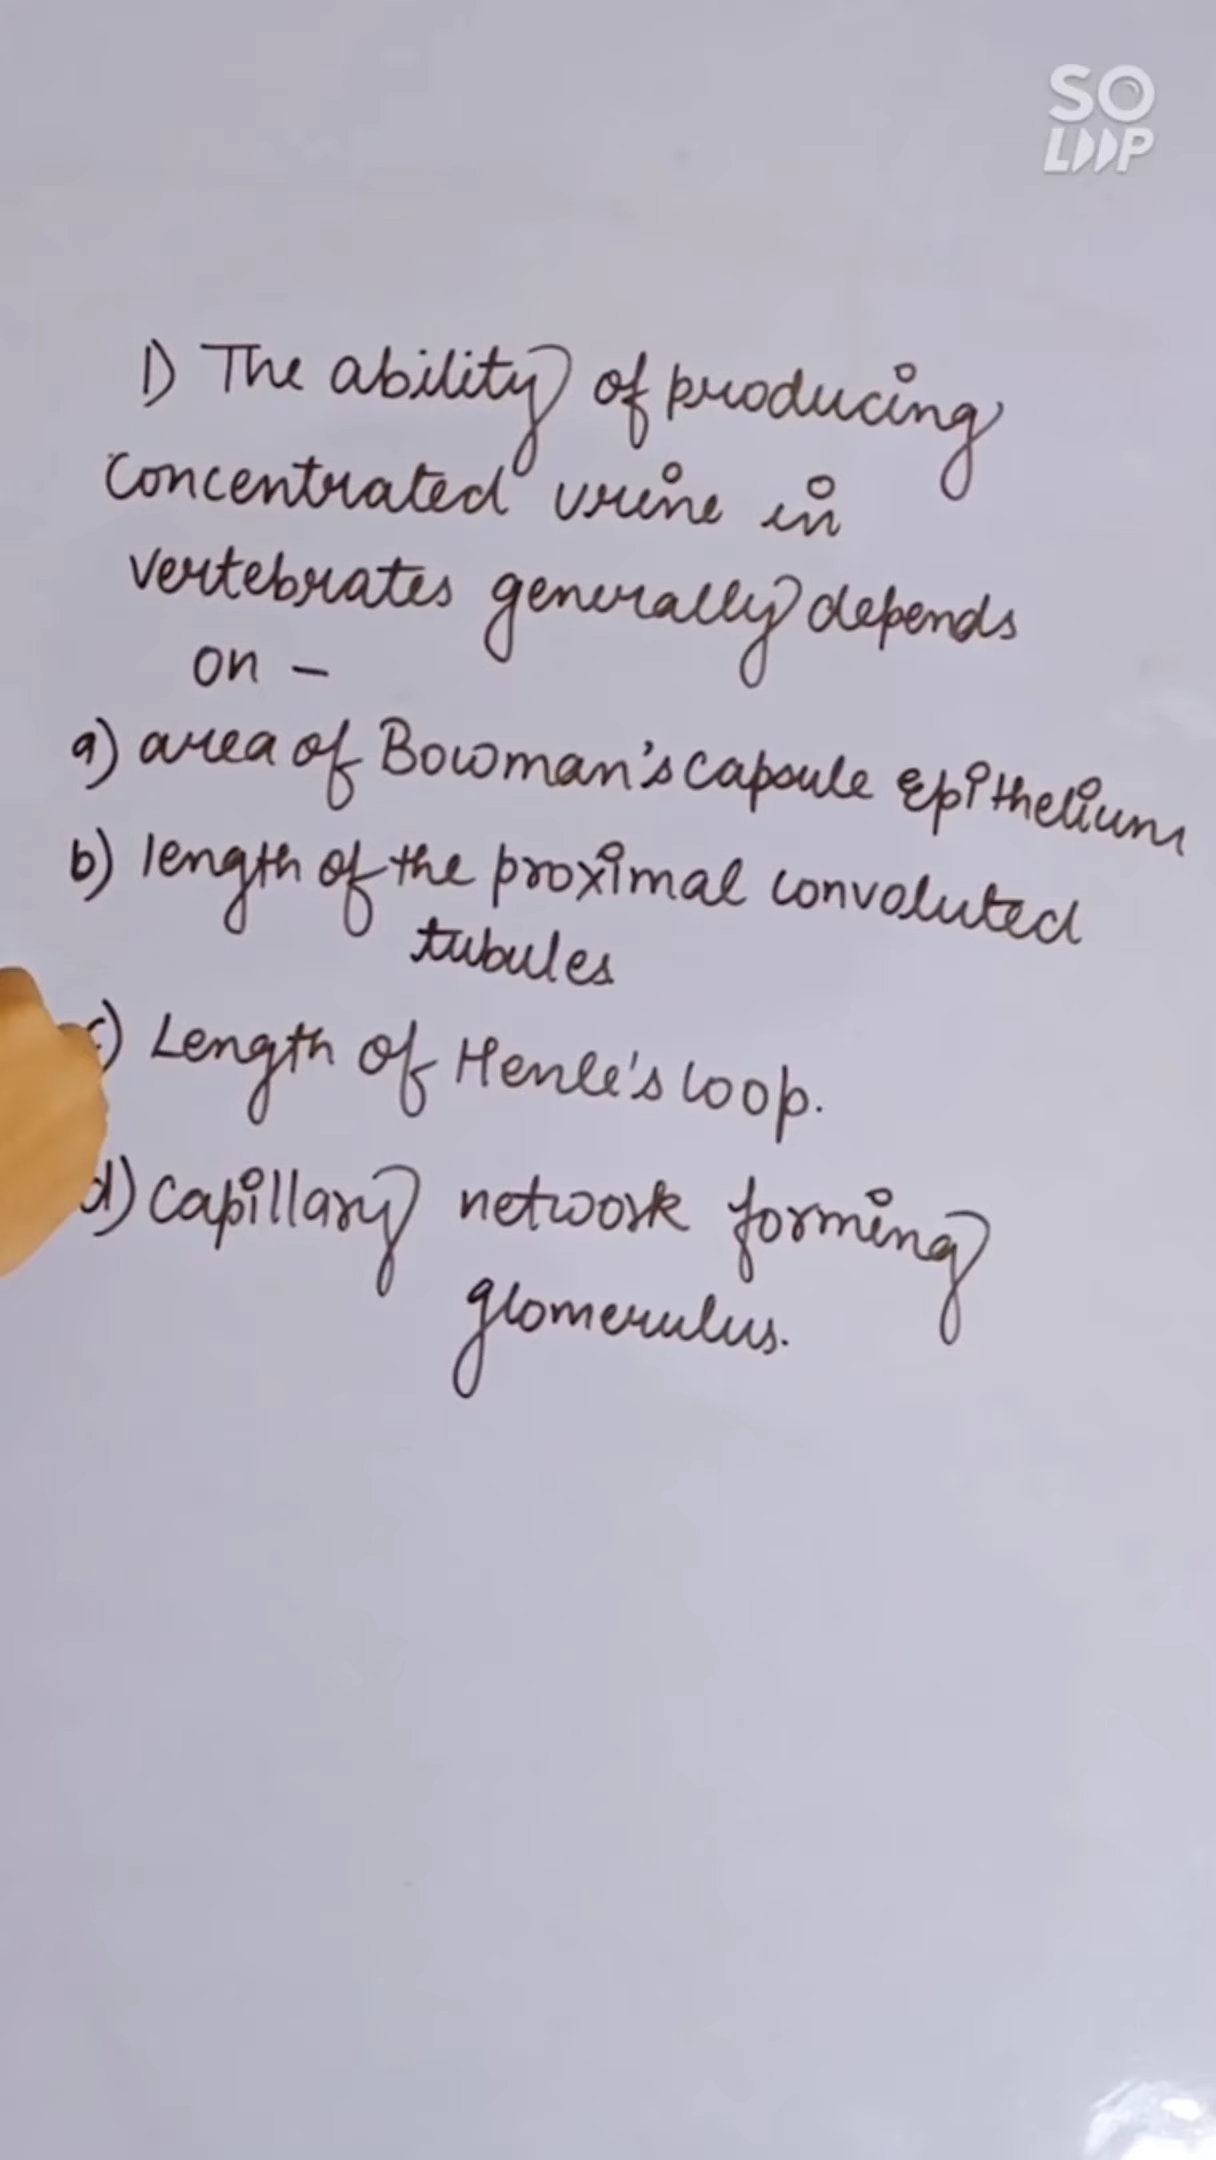 SO
LOOP
1) The ability of producing
concentrated urine in
vertebrates generally depends
on –
a) area of Bowman's capsule Epithelium
b) length of the proximal convoluted
tubules
c) Length of Henle's loop.
d) capillary network forming
glomerulus.